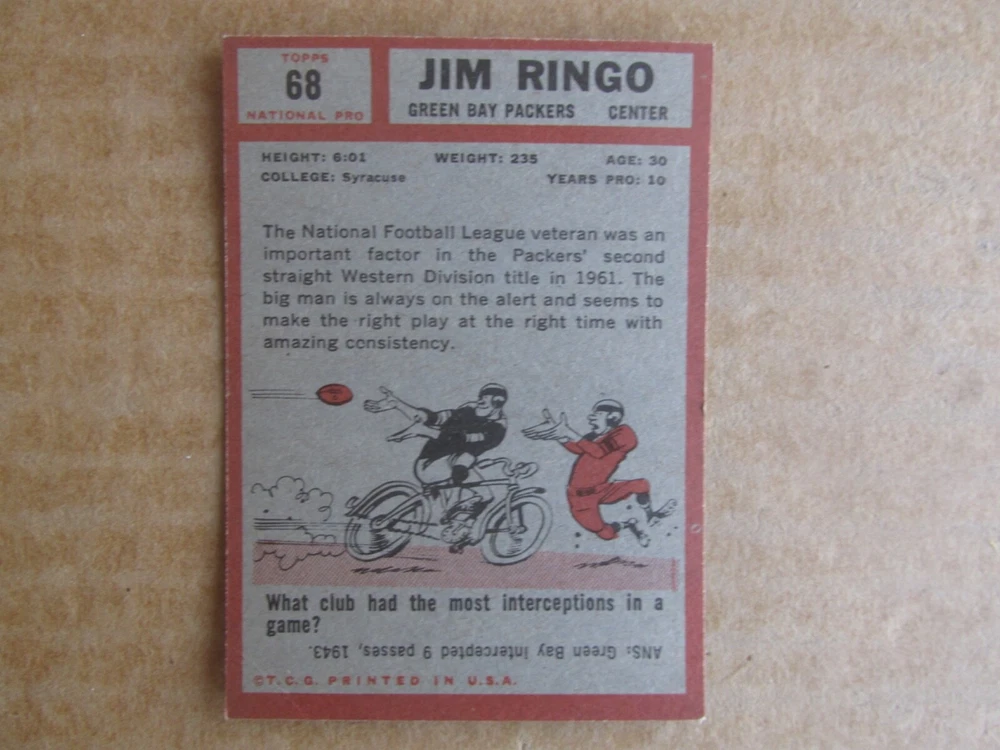 TOPPS
68
NATIONAL PRO
JIM RINGO
GREEN BAY PACKERS CENTER
HEIGHT: 6:01 WEIGHT: 235 AGE: 30
COLLEGE: Syracuse YEARS PRO: 10
The National Football League veteran was an
important factor in the Packers' second
straight Western Division title in 1961. The
big man is always on the alert and seems to
make the right play at the right time with
amazing consistency.
What club had the most interceptions in a
game?
ANS: Green Bay intercepted 9 passes, 1943.
©T.C.G. PRINTED IN U.S.A.